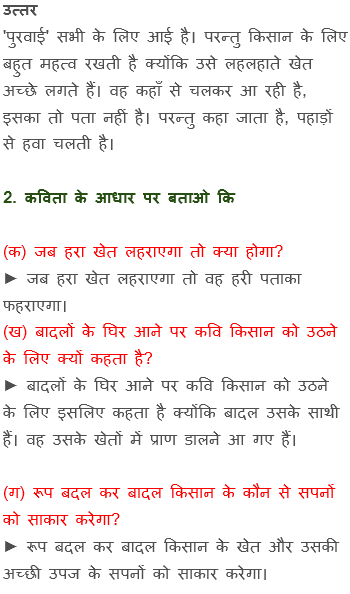 उत्तर
'पुरवाई' सभी के लिए आई है। परन्तु किसान के लिए
बहुत महत्व रखती है क्योंकि उसे लहलहाते खेत
अच्छे लगते हैं। वह कहाँ से चलकर आ रही है,
इसका तो पता नहीं है। परन्तु कहा जाता है, पहाड़ों
से हवा चलती है।
2. कविता के आधार पर बताओ कि
(क) जब हरा खेत लहराएगा तो क्या होगा?
► जब हरा खेत लहराएगा तो वह हरी पताका
फहराएगा।
(ख) बादलों के घिर आने पर कवि किसान को उठने
के लिए क्यों कहता है?
► बादलों के घिर आने पर कवि किसान को उठने
के लिए इसलिए कहता है क्योंकि बादल उसके साथी
हैं। वह उसके खेतों में प्राण डालने आ गए हैं।
(ग) रूप बदल कर बादल किसान के कौन से सपनों
को साकार करेगा?
► रूप बदल कर बादल किसान के खेत और उसकी
अच्छी उपज के सपनों को साकार करेगा।